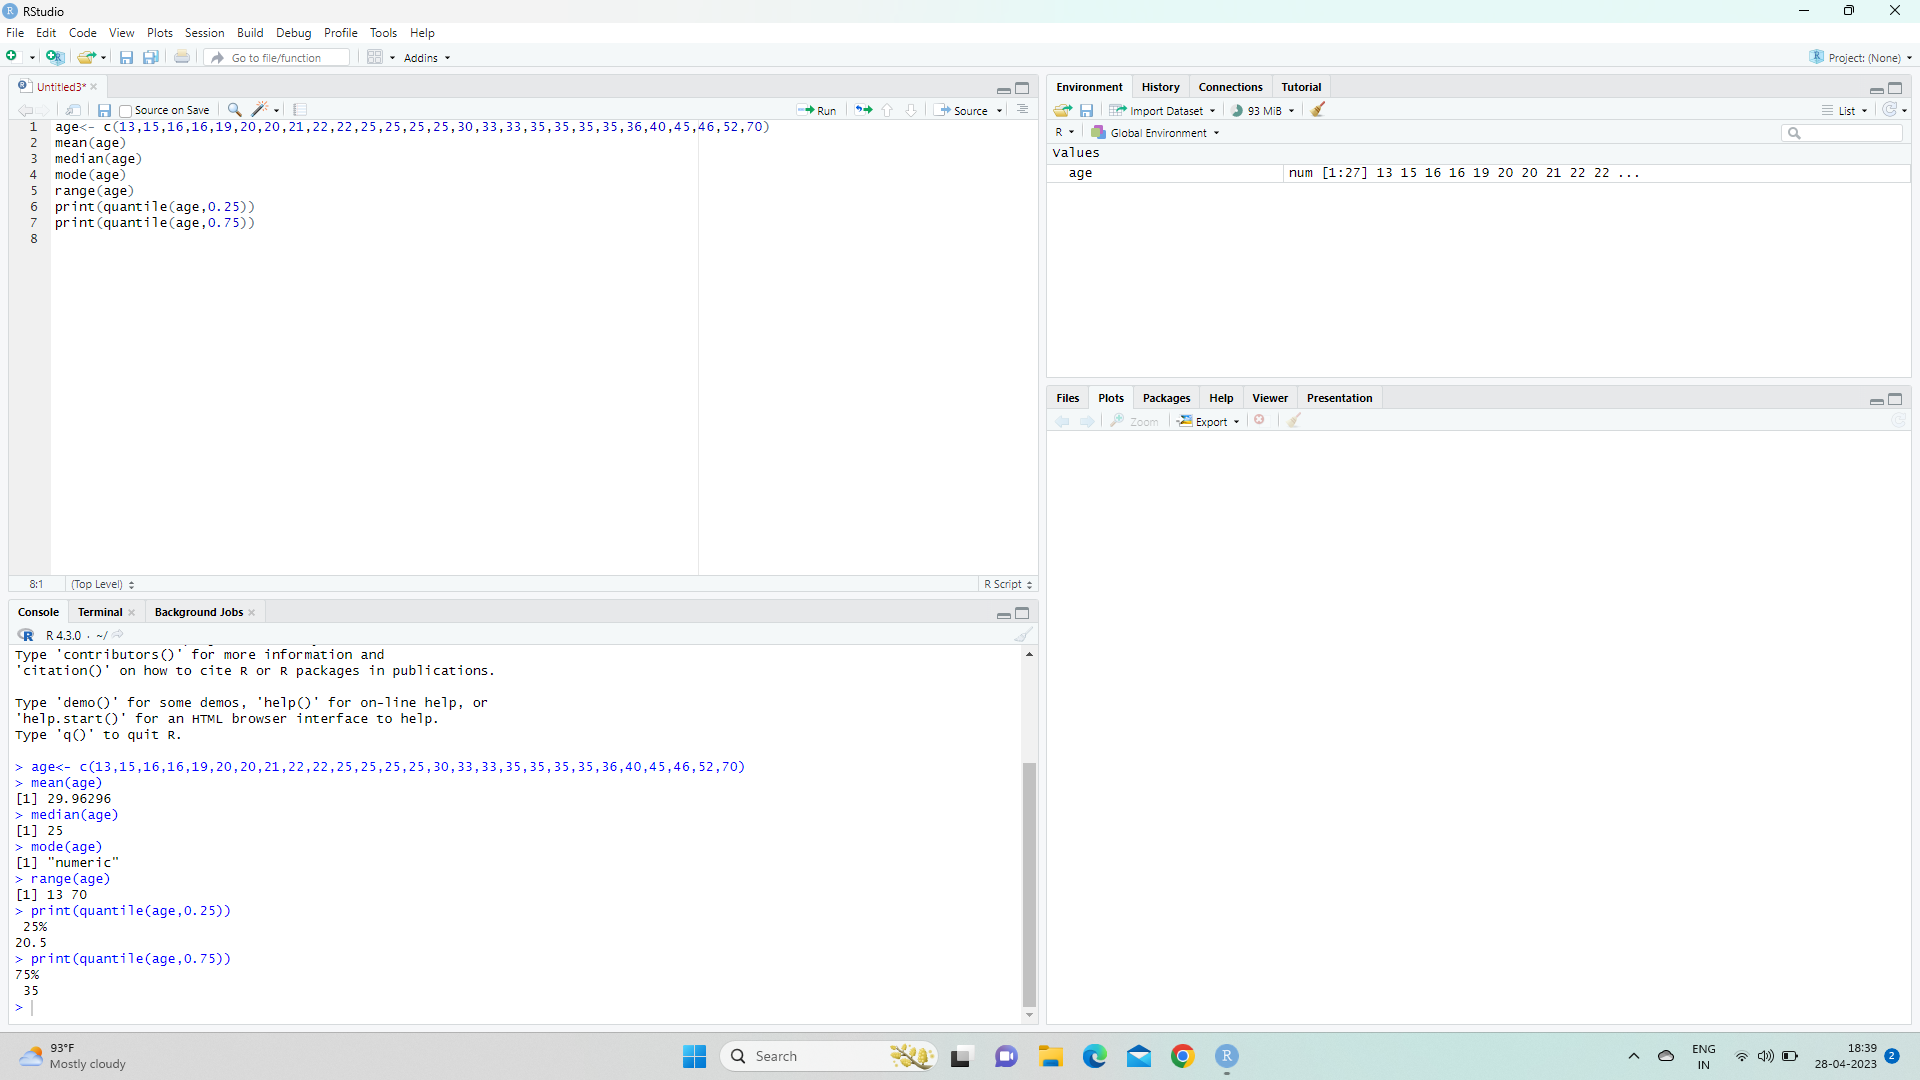 RStudio
File Edit Code View Plots Session Build Debug Profile Tools Help
Go to file/function Addins Project: (None)
Untitled3*
Source on Save Run Source
1 age<- c(13,15,16,16,19,20,20,21,22,22,25,25,25,25,30,33,33,35,35,35,35,36,40,45,46,52,70)
2 mean(age)
3 median(age)
4 mode(age)
5 range(age)
6 print(quantile(age,0.25))
7 print(quantile(age,0.75))
8
8:1 (Top Level) R Script
Console Terminal Background Jobs
R 4.3.0 · ~/
Type 'contributors()' for more information and
'citation()' on how to cite R or R packages in publications.
Type 'demo()' for some demos, 'help()' for on-line help, or
'help.start()' for an HTML browser interface to help.
Type 'q()' to quit R.
> age<- c(13,15,16,16,19,20,20,21,22,22,25,25,25,25,30,33,33,35,35,35,35,36,40,45,46,52,70)
> mean(age)
[1] 29.96296
> median(age)
[1] 25
> mode(age)
[1] "numeric"
> range(age)
[1] 13 70
> print(quantile(age,0.25))
25%
20.5
> print(quantile(age,0.75))
75%
35
>
Environment History Connections Tutorial
Import Dataset 93 MiB List
R Global Environment
Values
age num [1:27] 13 15 16 16 19 20 20 21 22 22 ...
Files Plots Packages Help Viewer Presentation
Zoom Export
93°F
Mostly cloudy
Search
ENG
IN
18:39
28-04-2023
2